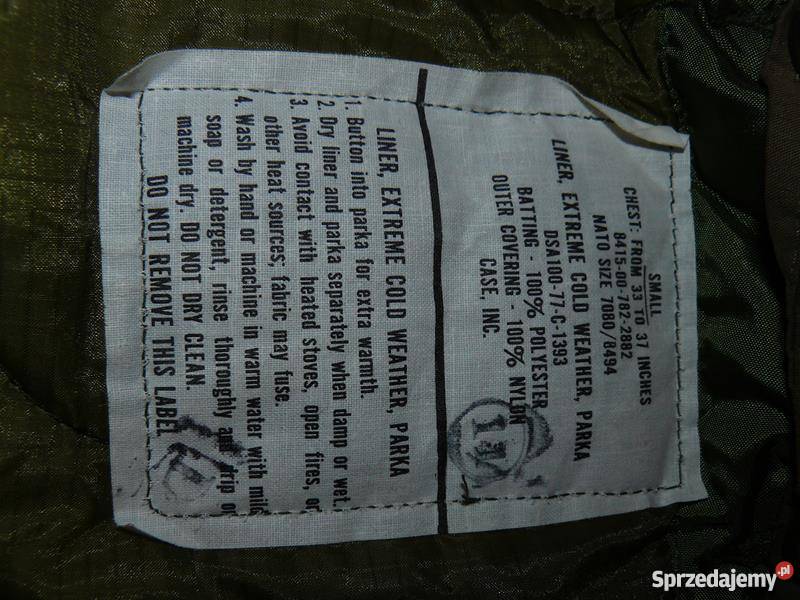 SMALL
CHEST: FROM 33 TO 37 INCHES
8415-00-782-2882
NATO SIZE 7080/8494
LINER, EXTREME COLD WEATHER, PARKA
DSA100-77-C-1393
BATTING - 100% POLYESTER
OUTER COVERING - 100% NYLON
CASE, INC.
LINER, EXTREME COLD WEATHER, PARKA
1. Button into parka for extra warmth.
2. Dry liner and parka separately when damp or wet.
3. Avoid contact with heated stoves, open fires, or
other heat sources; fabric may fuse.
4. Wash by hand or machine in warm water with mild
soap or detergent, rinse thoroughly and drip or
machine dry. DO NOT DRY CLEAN.
DO NOT REMOVE THIS LABEL
Sprzedajemy.pl